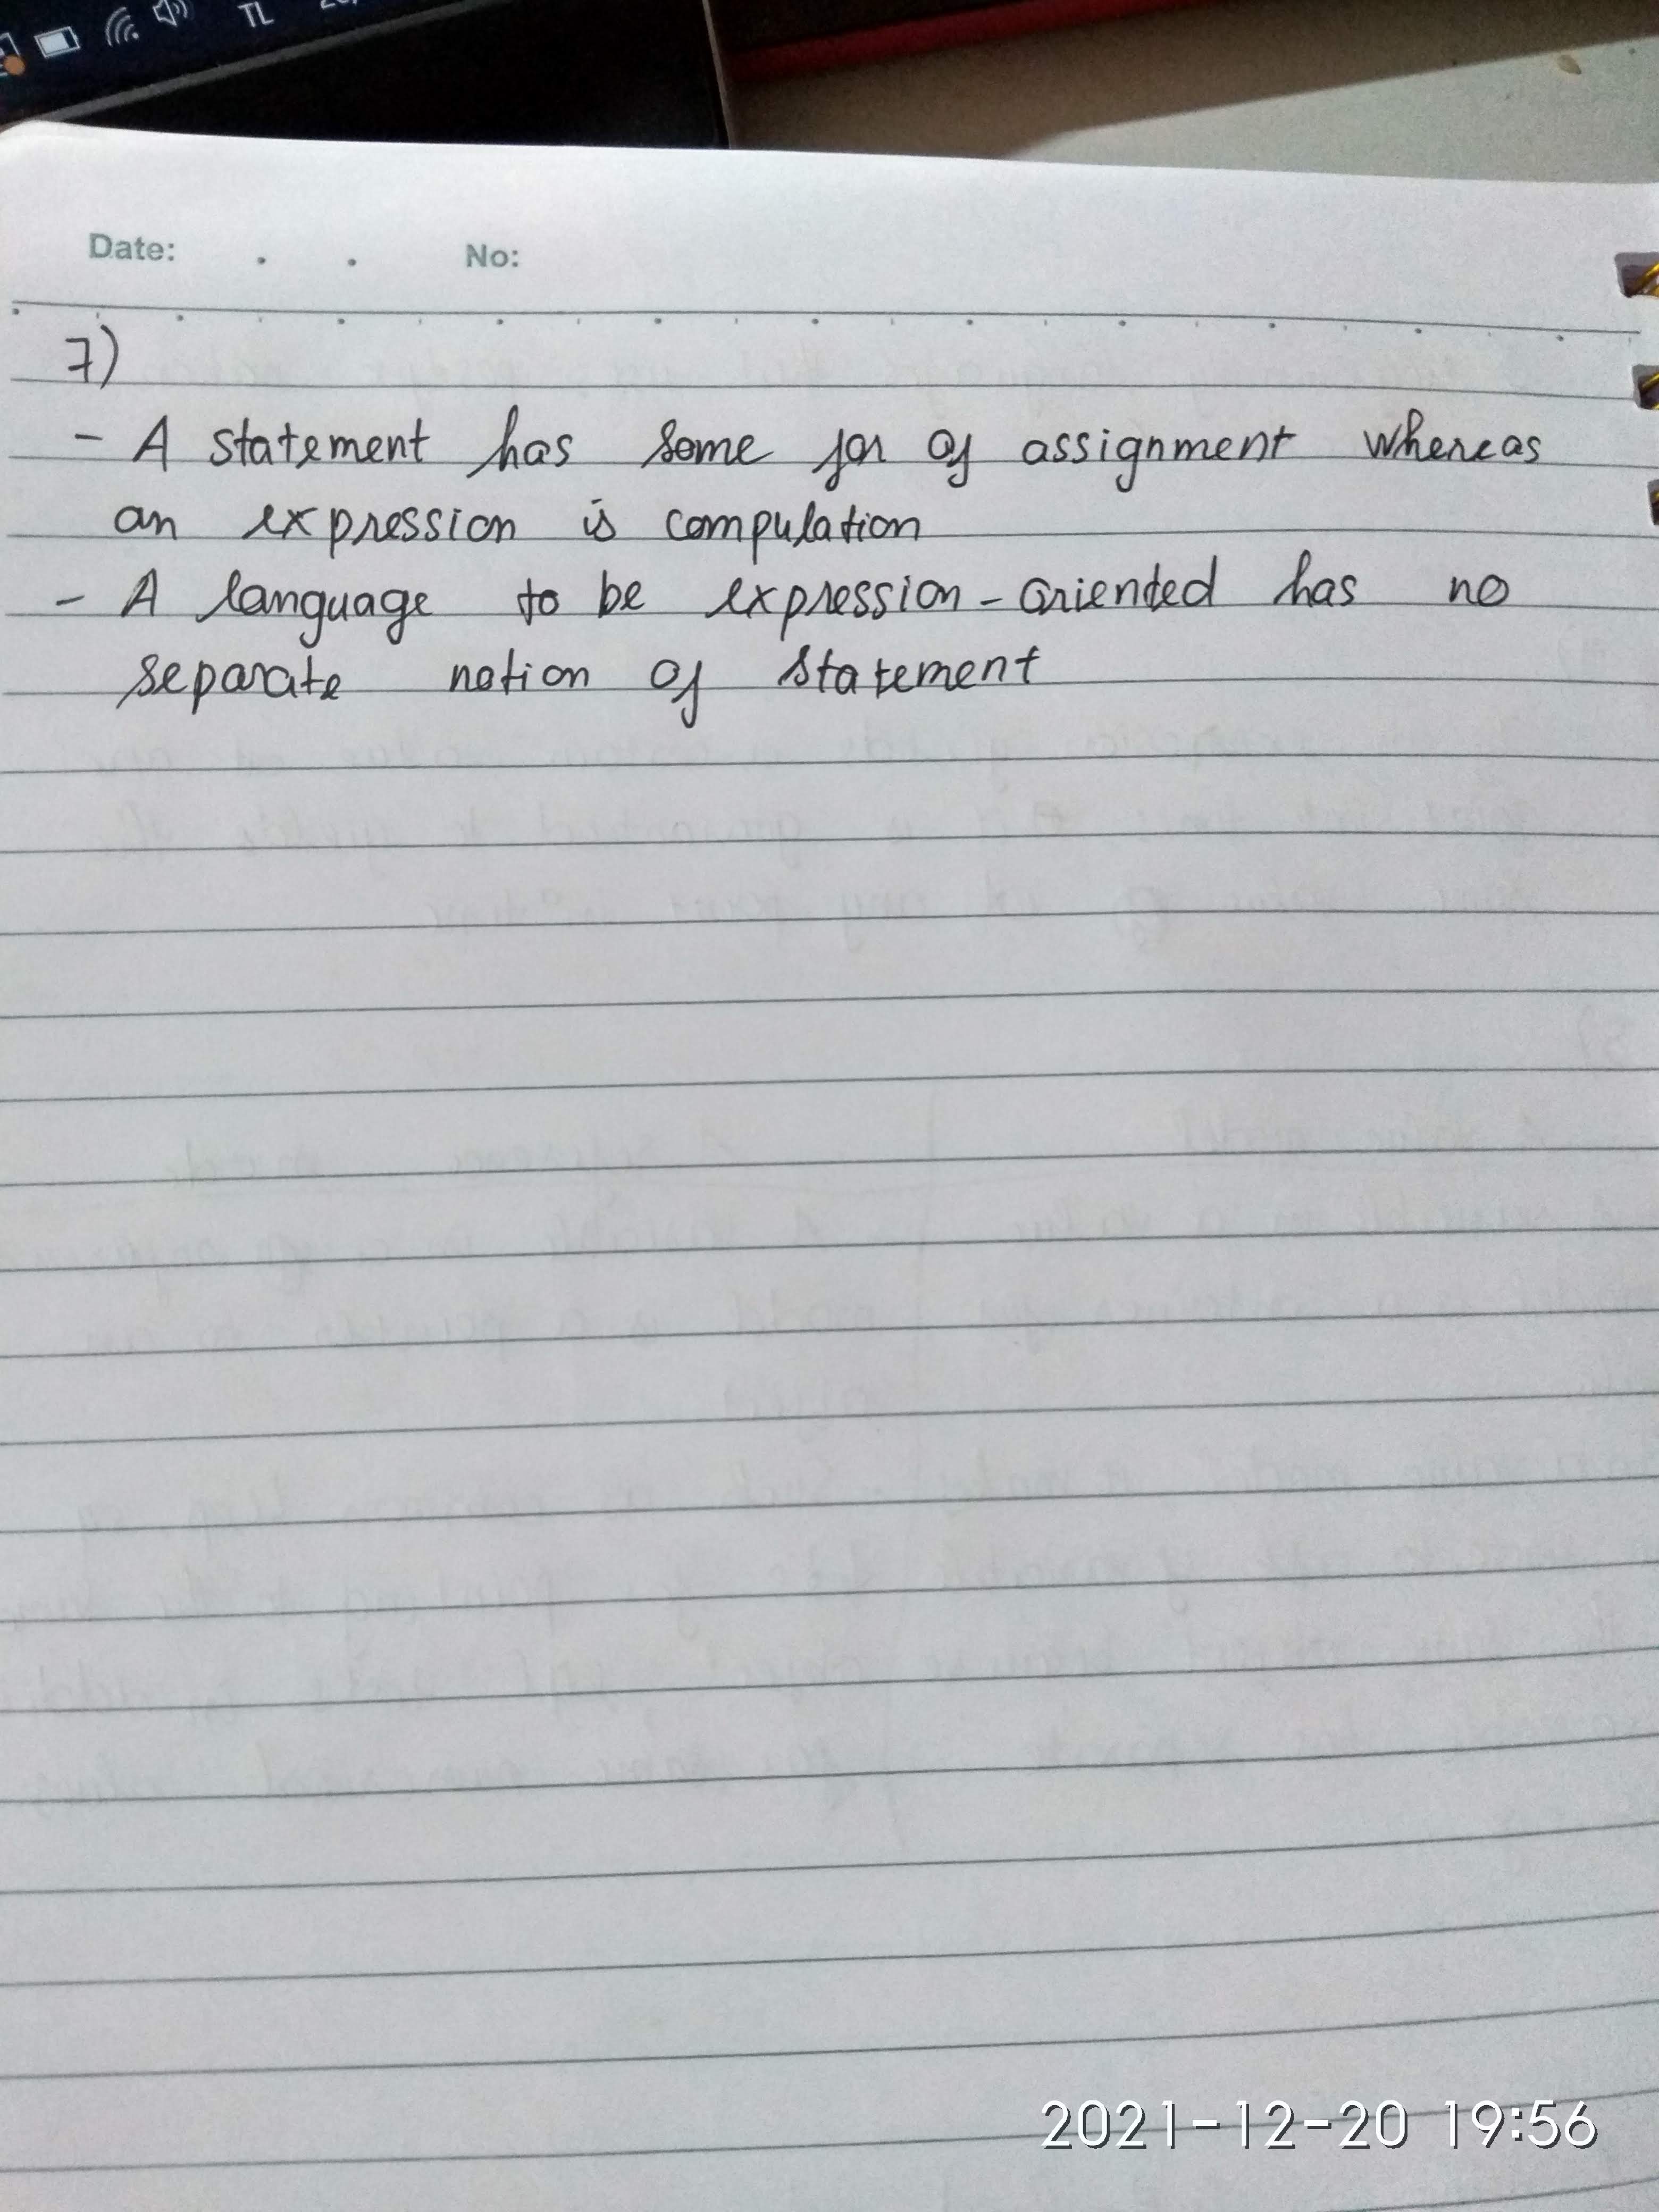 TL
Date: . . No:
7)
- A statement has some for of assignment whereas
an expression is compulation
- A language to be expression-oriented has no
separate notion of statement
2021-12-20 19:56